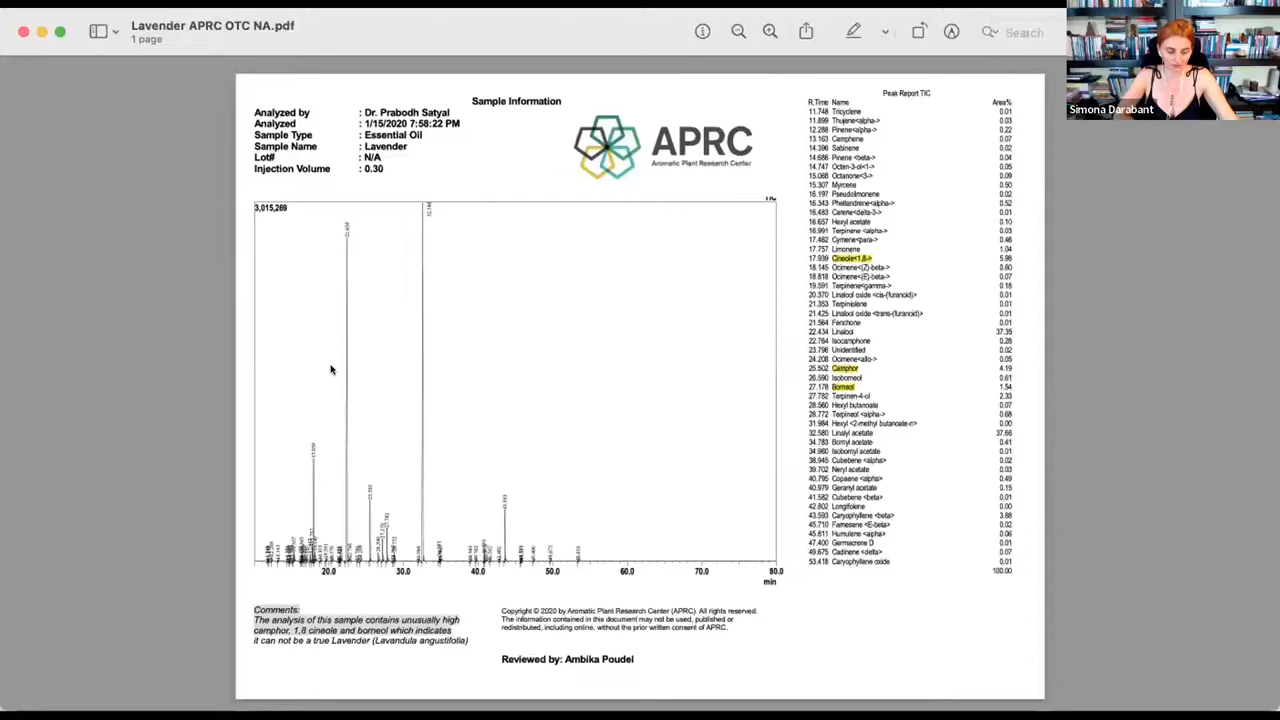 Lavender APRC OTC NA.pdf
1 page
Search
Simona Darabant
Sample Information
Analyzed by : Dr. Prabodh Satyal
Analyzed : 1/15/2020 7:58:22 PM
Sample Type : Essential Oil
Sample Name : Lavender
Lot# : N/A
Injection Volume : 0.30
APRC
Aromatic Plant Research Center
3,015,269
20.0 30.0 40.0 50.0 60.0 70.0 80.0
min
Peak Report TIC
R.Time Name Area%
11.748 Tricyclene 0.01
11.899 Thujene<alpha-> 0.03
12.288 Pinene<alpha-> 0.22
13.163 Camphene 0.07
14.396 Sabinene 0.02
14.686 Pinene <beta-> 0.04
14.747 Octen-3-ol<1-> 0.05
15.068 Octanone<3-> 0.09
15.307 Myrcene 0.50
16.197 Pseudolimonene 0.02
16.343 Phellandrene<alpha-> 0.52
16.483 Carene<delta-3-> 0.01
16.657 Hexyl acetate 0.10
16.991 Terpinene <alpha-> 0.03
17.462 Cymene<para-> 0.46
17.757 Limonene 1.04
17.939 Cineole<1,8-> 5.98
18.145 Ocimene<(Z)-beta-> 0.60
18.818 Ocimene<(E)-beta-> 0.07
19.591 Terpinene<gamma-> 0.18
20.370 Linalool oxide <cis-(furanoid)> 0.01
21.353 Terpinolene 0.01
21.425 Linalool oxide <trans-(furanoid)> 0.01
21.564 Fenchone 0.01
22.434 Linalool 37.35
22.764 Isocamphone 0.28
23.796 Unidentified 0.02
24.208 Ocimene<allo-> 0.05
25.502 Camphor 4.19
26.590 Isoborneol 0.61
27.178 Borneol 1.54
27.782 Terpinen-4-ol 2.33
28.560 Hexyl butanoate 0.07
28.772 Terpineol <alpha-> 0.68
31.984 Hexyl <2-methyl butanoate-n> 0.00
32.580 Linalyl acetate 37.66
34.783 Bornyl acetate 0.41
34.960 Isobornyl acetate 0.01
38.945 Cubebene <alpha> 0.02
39.702 Neryl acetate 0.03
40.795 Copaene <alpha> 0.49
40.979 Geranyl acetate 0.15
41.582 Cubebene <beta> 0.01
42.802 Longifolene 0.00
43.593 Caryophyllene <beta> 3.88
45.710 Farnesene <E-beta> 0.02
45.811 Humulene <alpha> 0.06
47.400 Germacrene D 0.01
49.675 Cadinene <delta> 0.07
53.418 Caryophyllene oxide 0.01
100.00
Comments:
The analysis of this sample contains unusually high
camphor, 1,8 cineole and borneol which indicates
it can not be a true Lavender (Lavandula angustifolia)
Copyright © 2020 by Aromatic Plant Research Center (APRC). All rights reserved.
The information contained in this document may not be used, published or
redistributed, including online, without the prior written consent of APRC.
Reviewed by: Ambika Poudel